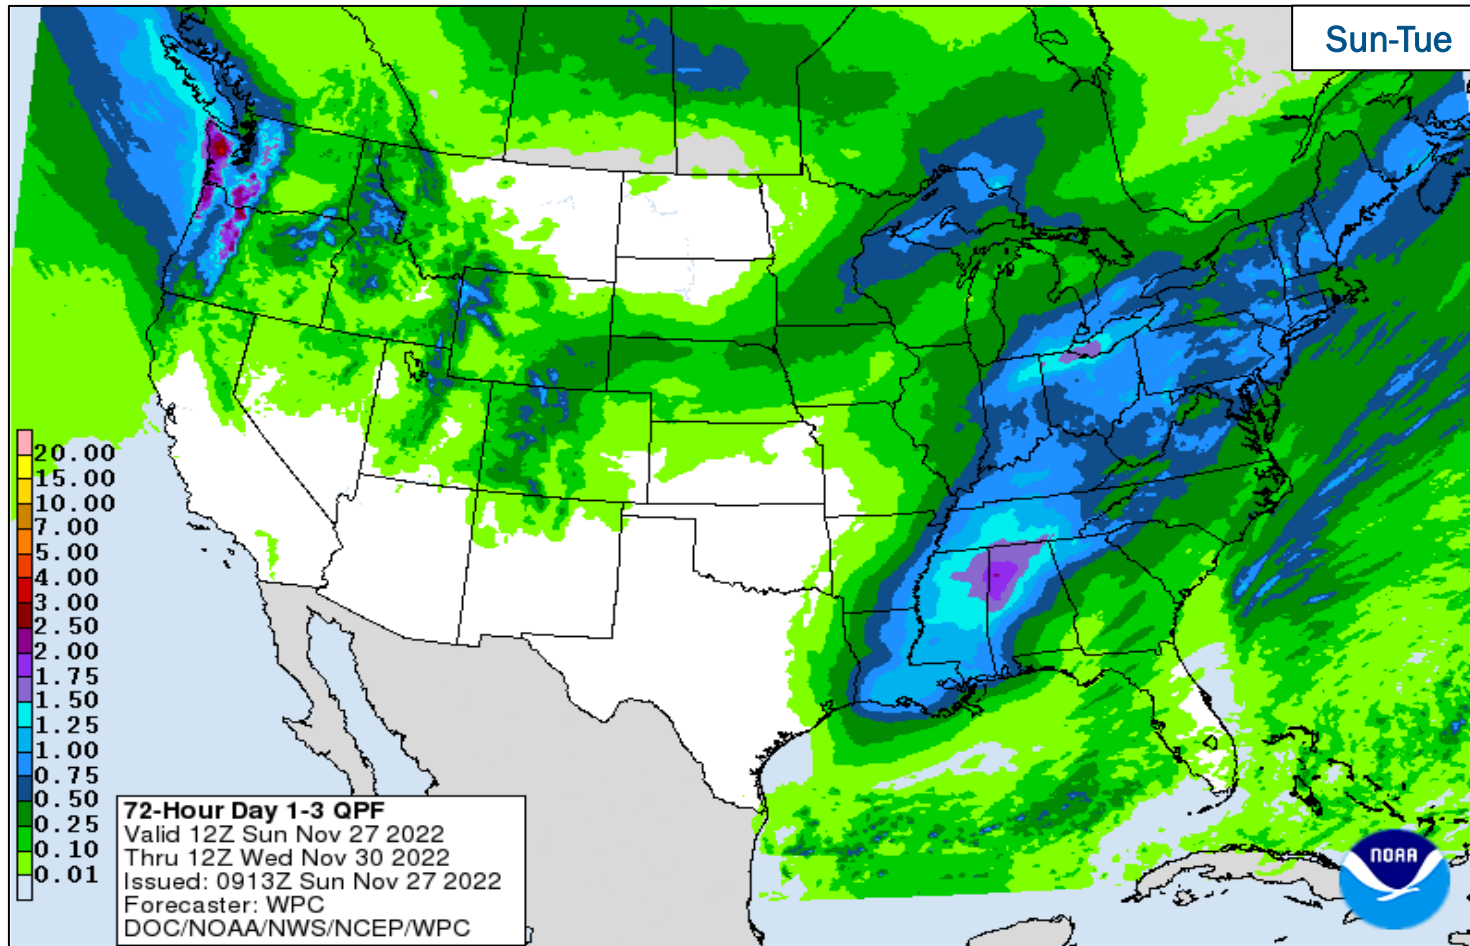 Sun-Tue
20.00
15.00
10.00
7.00
5.00
4.00
3.00
2.50
2.00
1.75
1.50
1.25
1.00
0.75
0.50
0.25
0.10
0.01
72-Hour Day 1-3 QPF
Valid 12Z Sun Nov 27 2022
Thru 12Z Wed Nov 30 2022
Issued: 0913Z Sun Nov 27 2022
Forecaster: WPC
DOC/NOAA/NWS/NCEP/WPC
NOAA